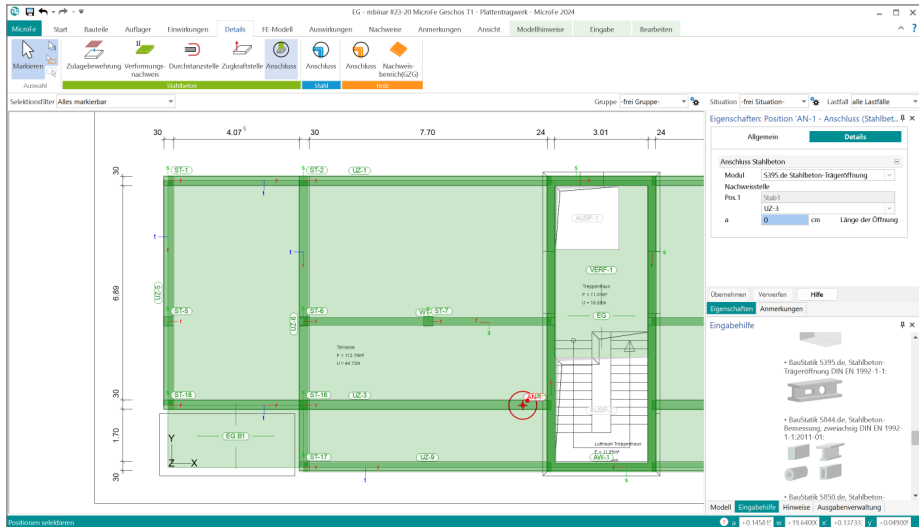 EG - mbinar #23-20 MicroFe Geschos T1 - Plattentragwerk - MicroFe 2024
MicroFe Start Bauteile Auflager Einwirkungen Details FE-Modell Auswirkungen Nachweise Anmerkungen Ansicht Modellhinweise Eingabe Bearbeiten
Markieren Zulagebewehrung Verformungs- Durchstanzstelle Zugkraftstelle Anschluss Anschluss Anschluss Nachweis-
nachweis bereich(GZG)
Auswahl Stahlbeton Stahl Holz
Selektionsfilter Alles markierbar Gruppe -frei Gruppe- Situation -frei Situation- Lastfall alle Lastfälle
Eigenschaften: Position 'AN-1 - Anschluss (Stahlbet...
Allgemein Details
Anschluss Stahlbeton
Modul S395.de Stahlbeton-Trägeröffnung
Nachweisstelle
Pos.1 Stab1
UZ-3
a 0 cm Länge der Öffnung
Übernehmen Verwerfen Hilfe
Eigenschaften Anmerkungen
Eingabehilfe
• BauStatik S395.de, Stahlbeton-
Trägeröffnung DIN EN 1992-1-1:
• BauStatik S844.de, Stahlbeton-
Bemessung, zweiachsig DIN EN 1992-
1-1:2011-01:
• BauStatik S850.de, Stahlbeton-
Modell Eingabehilfe Hinweise Ausgabenverwaltung
30 4.07 5 30 7.70 24 3.01 24
30
6.89
30
1.70
30
ST-1 ST-2 UZ-1
AUSP-1
UZ-5
UZ-6
VERF-1
Treppenhaus
EG
ST-5 ST-6 ST-7
Terrasse
U = 44.72m
ST-18 ST-16 UZ-3 AN-1
EG.B1
Luftraum Treppenhaus
ST-17 UZ-9 AW-1
Y
Z X
Positionen selektieren